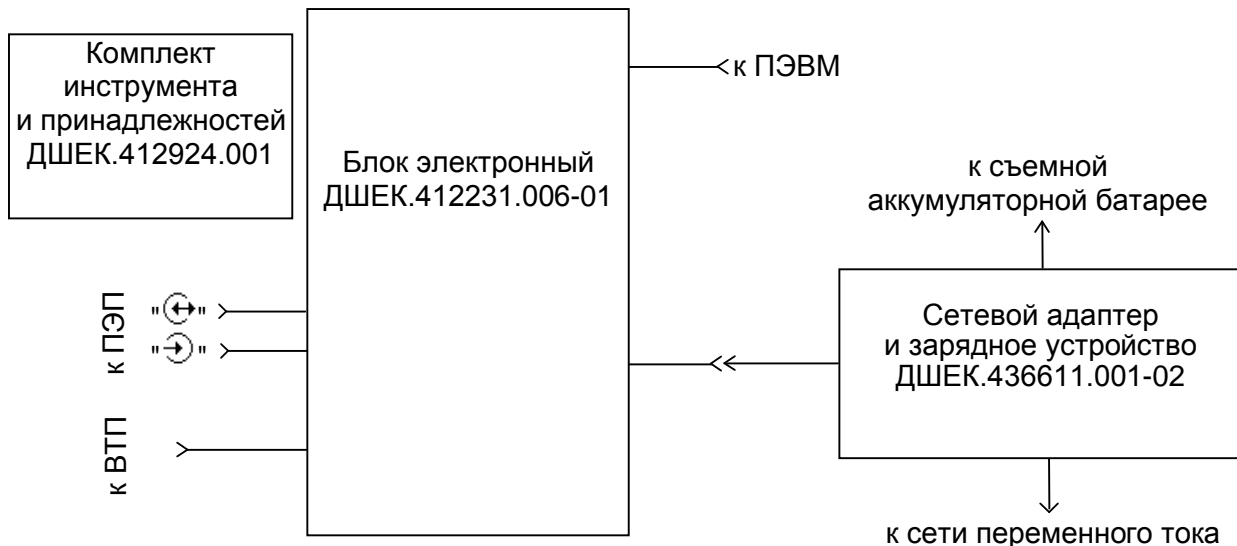 Комплект
инструмента
и принадлежностей
ДШЕК.412924.001
Блок электронный
ДШЕК.412231.006-01
к ПЭВМ
к съемной
аккумуляторной батарее
Сетевой адаптер
и зарядное устройство
ДШЕК.436611.001-02
к сети переменного тока
к ПЭП
к ВТП